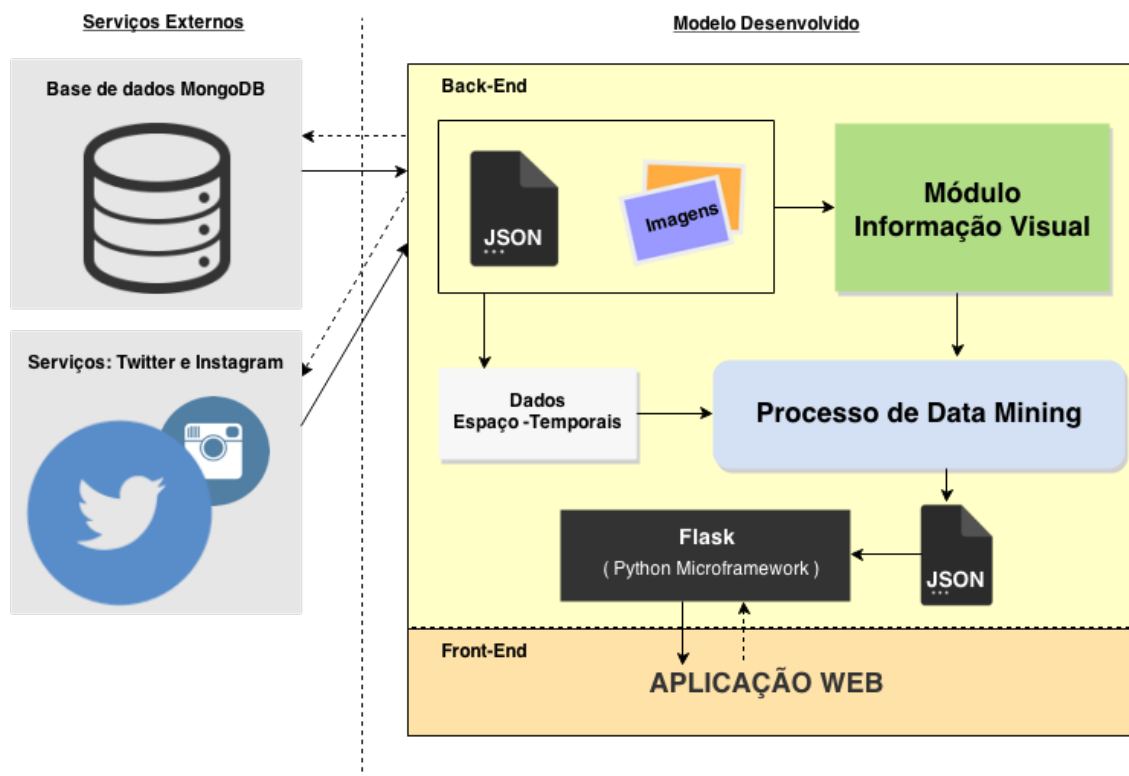 Serviços Externos
Modelo Desenvolvido
Base de dados MongoDB
Serviços: Twitter e Instagram
Back-End
JSON
Imagens
Módulo
Informação Visual
Dados
Espaço -Temporais
Processo de Data Mining
Flask
( Python Microframework )
JSON
Front-End
APLICAÇÃO WEB